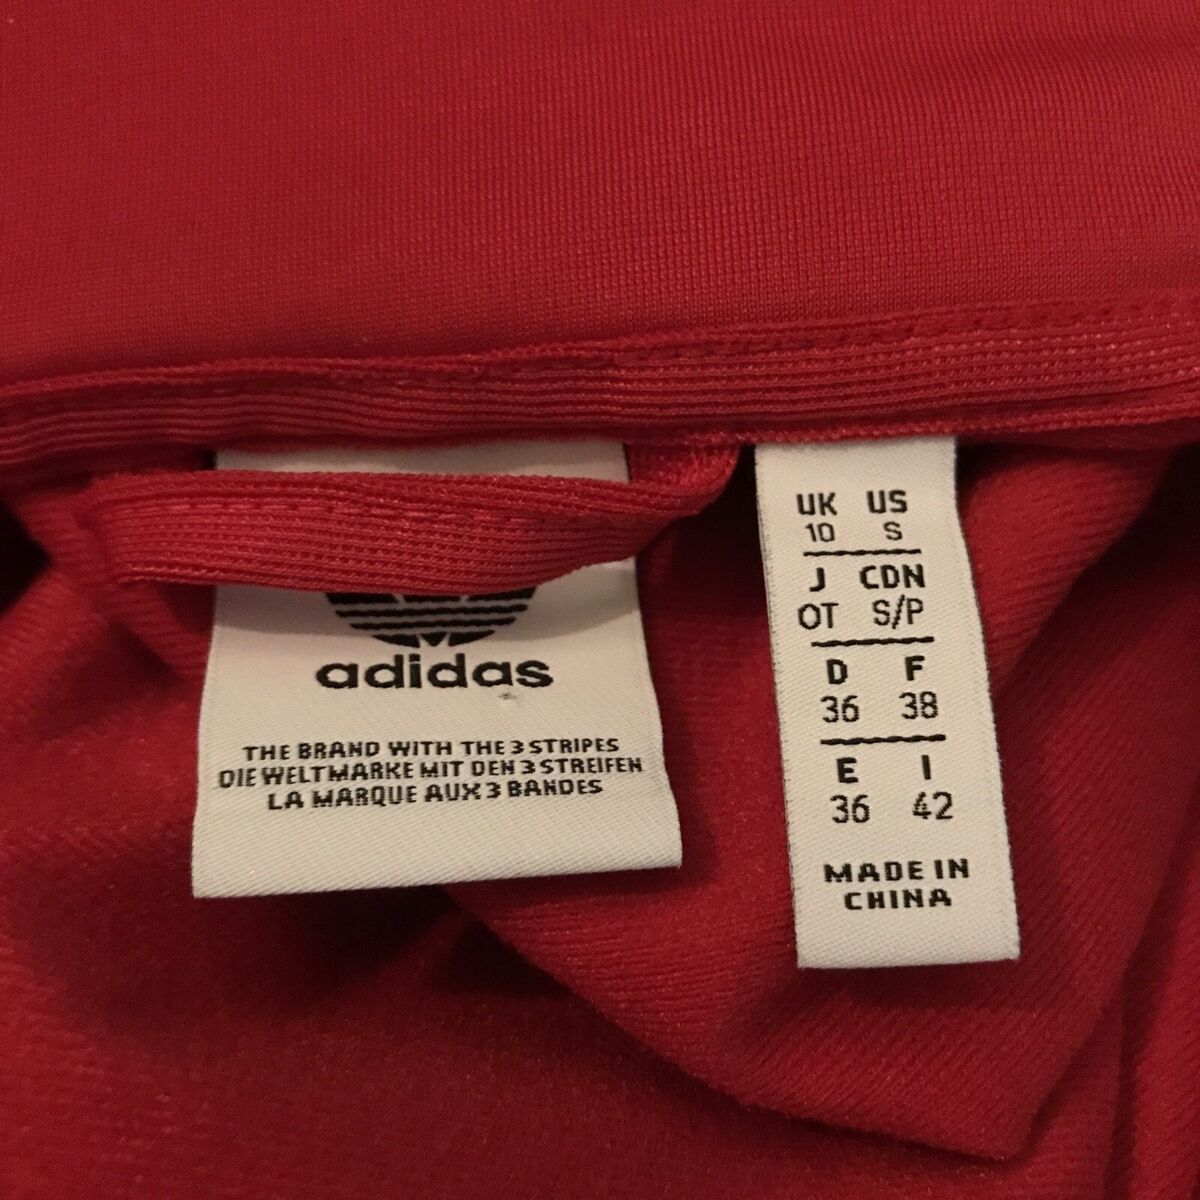 adidas
THE BRAND WITH THE 3 STRIPES
DIE WELTMARKE MIT DEN 3 STREIFEN
LA MARQUE AUX 3 BANDES
UK US
10 S
J CDN
OT S/P
D F
36 38
E I
36 42
MADE IN
CHINA